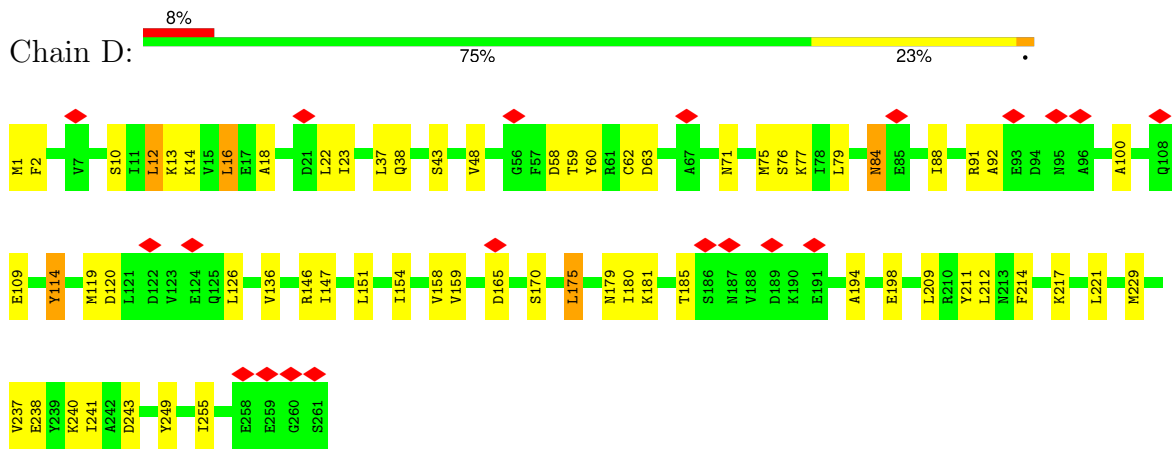 8%
Chain D:
75% 23% •
M1 F2 V7 S10 I11 L12 K13 K14 V15 L16 E17 A18 D21 L22 I23 L37 Q38 S43 V48 G56 F57 D58 T59 Y60 R61 C62 D63 A67 N71 M75 S76 K77 I78 L79 N84 E85 I88 R91 A92 E93 D94 N95 A96 A100 Q108
E109 Y114 M119 D120 L121 D122 V123 E124 Q125 L126 V136 R146 I147 L151 I154 V158 V159 D165 S170 L175 N179 I180 K181 T185 S186 N187 V188 D189 K190 E191 A194 E198 L209 R210 Y211 L212 N213 F214 K217 L221 M229
V237 E238 Y239 K240 I241 A242 D243 Y249 I255 E258 E259 G260 S261